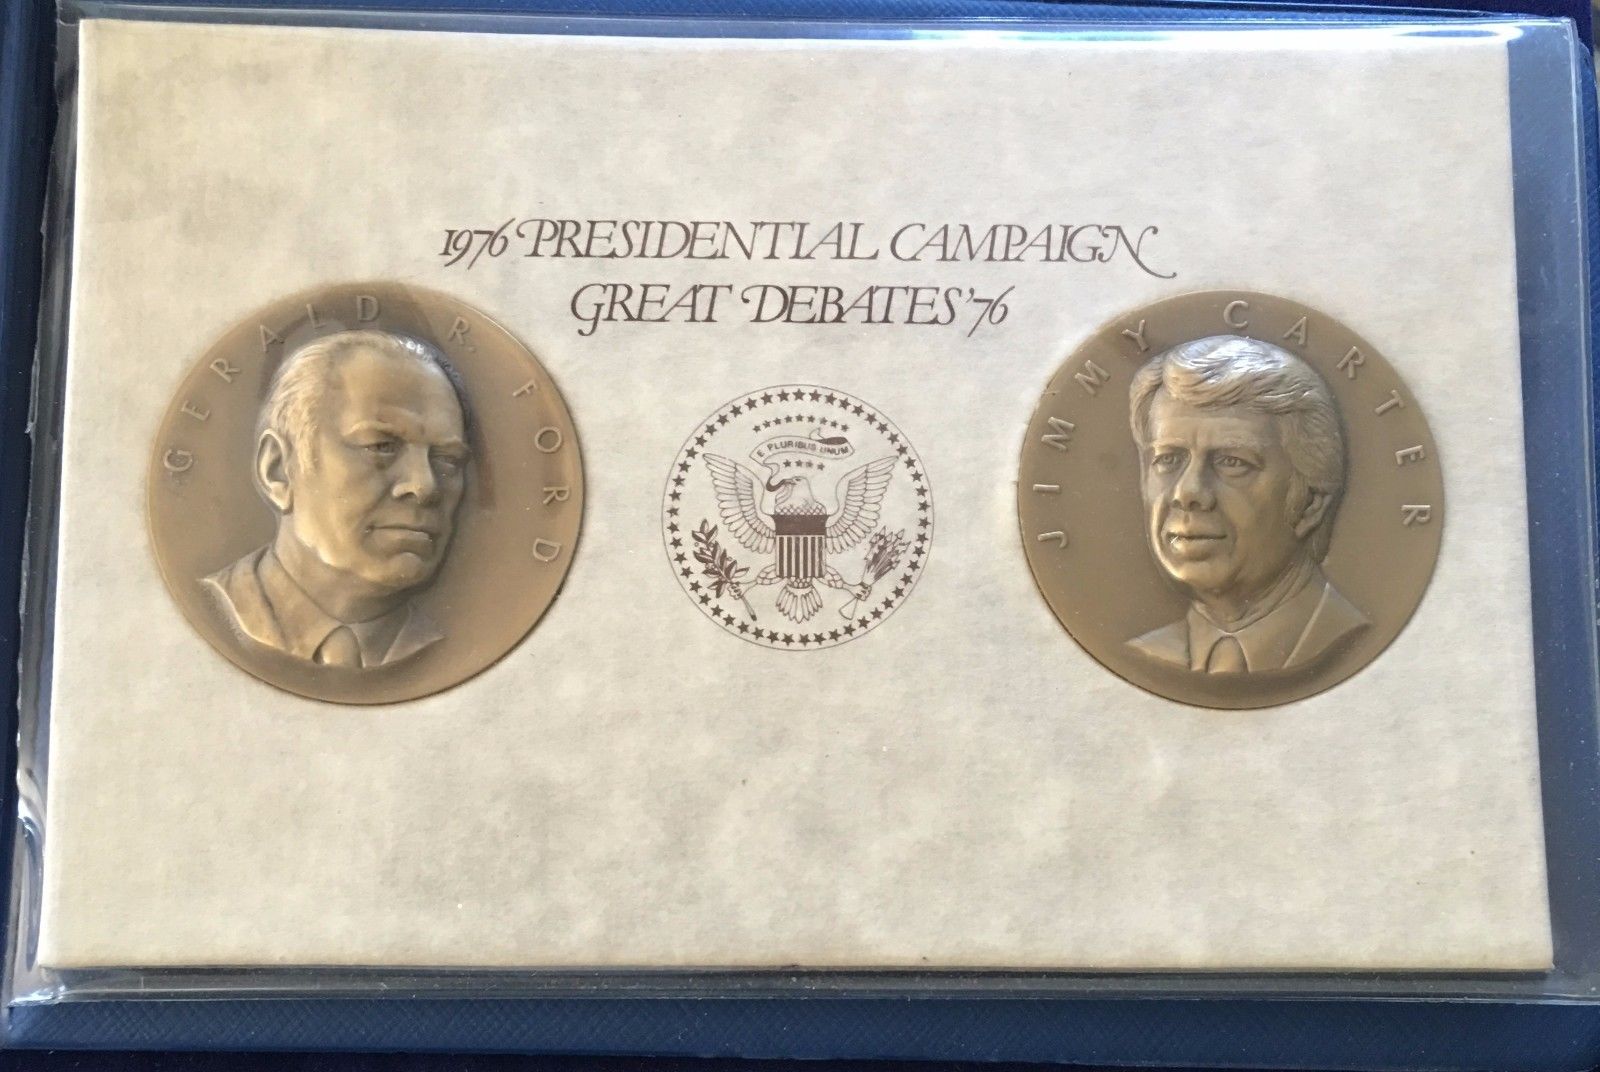 1976 PRESIDENTIAL CAMPAIGN
GREAT DEBATES '76
GERALD R. FORD
E PLURIBUS UNUM
JIMMY CARTER